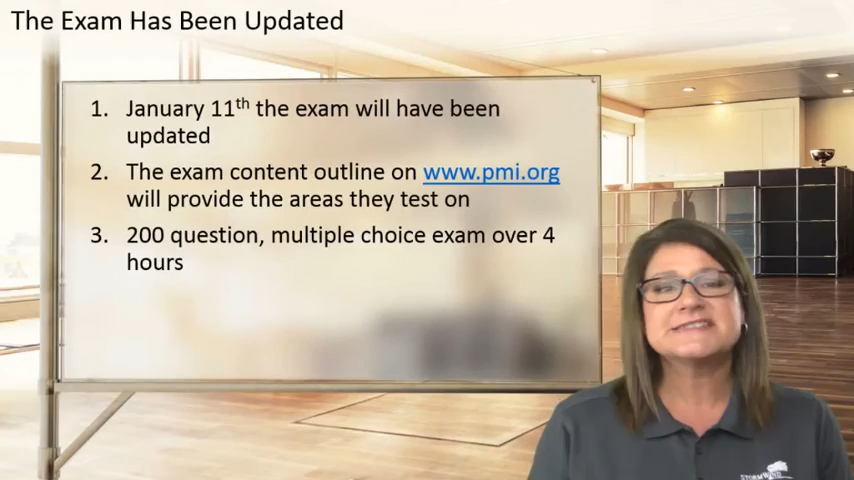 The Exam Has Been Updated
1. January 11th the exam will have been
updated
2. The exam content outline on www.pmi.org
will provide the areas they test on
3. 200 question, multiple choice exam over 4
hours
STORMWIND